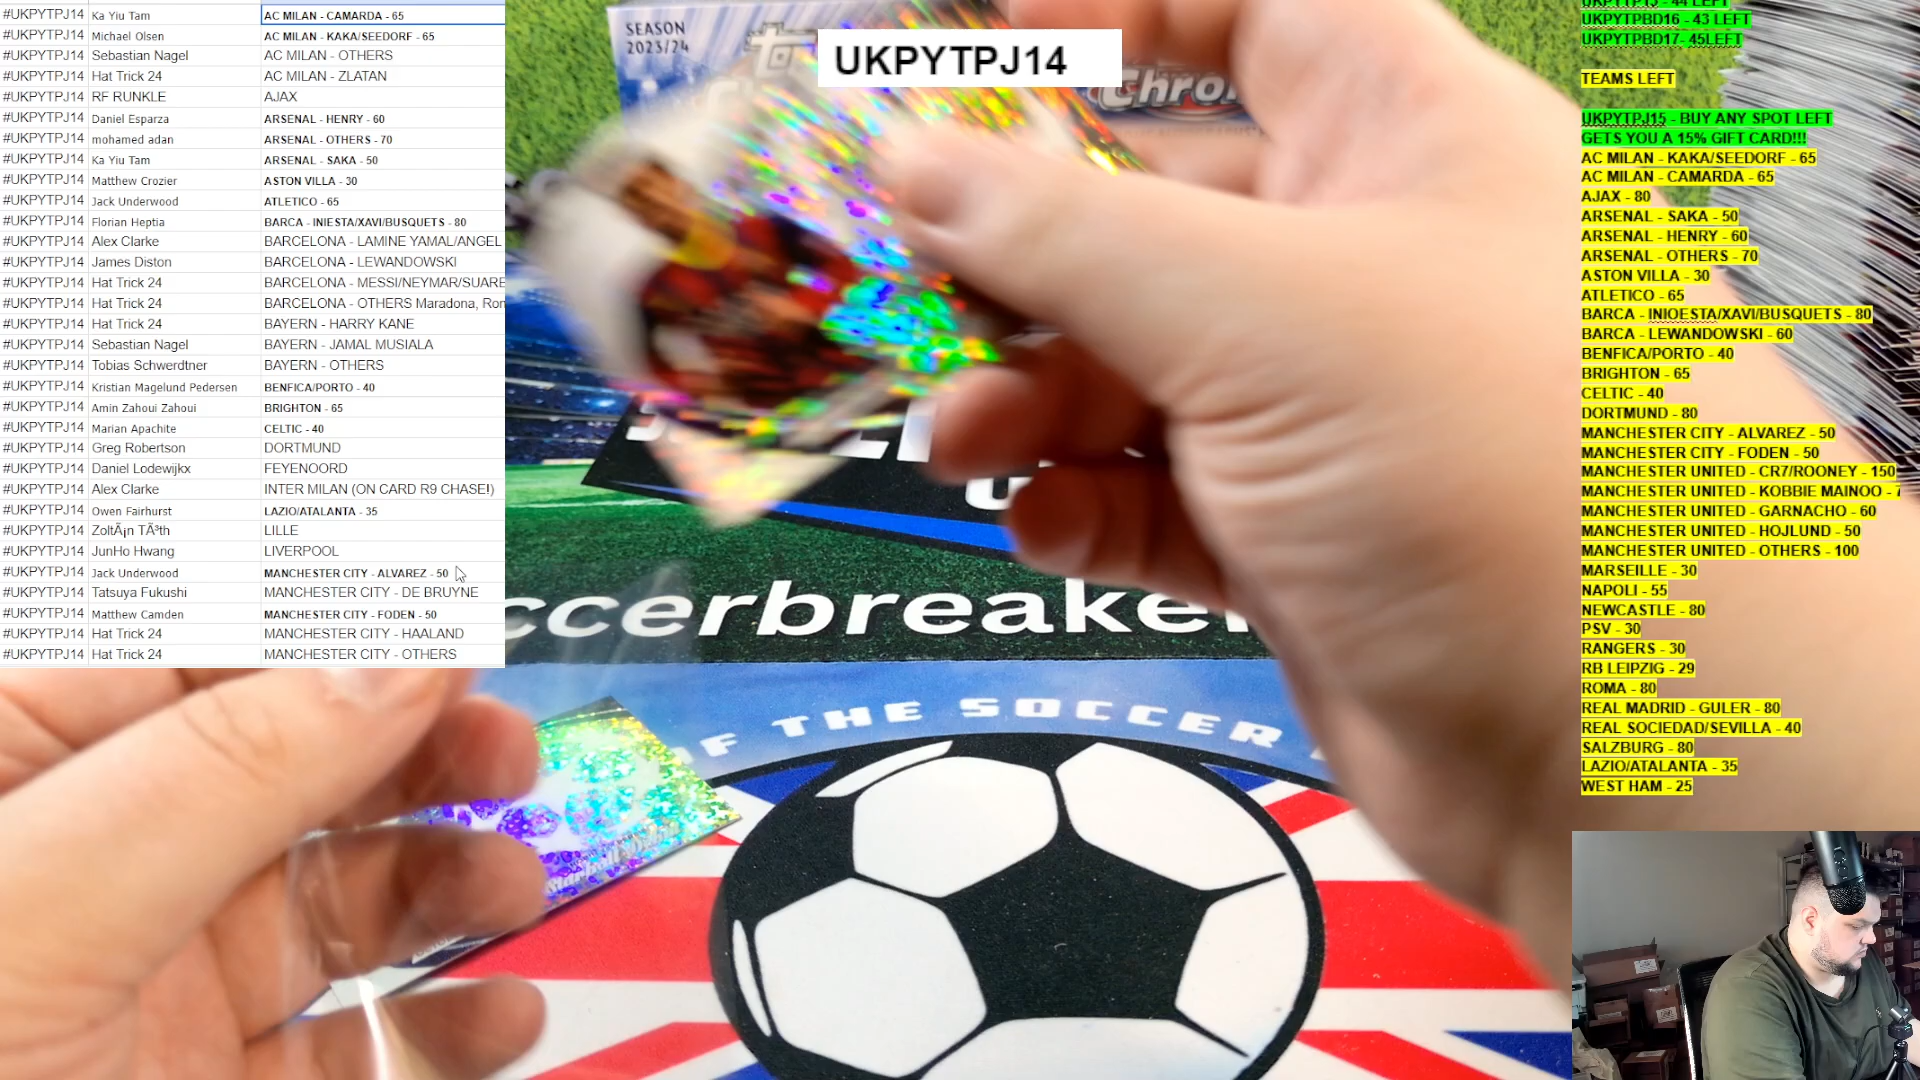 #UKPYTPJ14 Ka Yiu Tam AC MILAN - CAMARDA - 65
#UKPYTPJ14 Michael Olsen AC MILAN - KAKA/SEEDORF - 65
#UKPYTPJ14 Sebastian Nagel AC MILAN - OTHERS
#UKPYTPJ14 Hat Trick 24 AC MILAN - ZLATAN
#UKPYTPJ14 RF RUNKLE AJAX
#UKPYTPJ14 Daniel Esparza ARSENAL - HENRY - 60
#UKPYTPJ14 mohamed adan ARSENAL - OTHERS - 70
#UKPYTPJ14 Ka Yiu Tam ARSENAL - SAKA - 50
#UKPYTPJ14 Matthew Crozier ASTON VILLA - 30
#UKPYTPJ14 Jack Underwood ATLETICO - 65
#UKPYTPJ14 Florian Heptia BARCA - INIESTA/XAVI/BUSQUETS - 80
#UKPYTPJ14 Alex Clarke BARCELONA - LAMINE YAMAL/ANGEL
#UKPYTPJ14 James Diston BARCELONA - LEWANDOWSKI
#UKPYTPJ14 Hat Trick 24 BARCELONA - MESSI/NEYMAR/SUARE
#UKPYTPJ14 Hat Trick 24 BARCELONA - OTHERS Maradona, Ron
#UKPYTPJ14 Hat Trick 24 BAYERN - HARRY KANE
#UKPYTPJ14 Sebastian Nagel BAYERN - JAMAL MUSIALA
#UKPYTPJ14 Tobias Schwerdtner BAYERN - OTHERS
#UKPYTPJ14 Kristian Magelund Pedersen BENFICA/PORTO - 40
#UKPYTPJ14 Amin Zahoui Zahoui BRIGHTON - 65
#UKPYTPJ14 Marian Apachite CELTIC - 40
#UKPYTPJ14 Greg Robertson DORTMUND
#UKPYTPJ14 Daniel Lodewijkx FEYENOORD
#UKPYTPJ14 Alex Clarke INTER MILAN (ON CARD R9 CHASE!)
#UKPYTPJ14 Owen Fairhurst LAZIO/ATALANTA - 35
#UKPYTPJ14 ZoltÃ¡n TÃ³th LILLE
#UKPYTPJ14 JunHo Hwang LIVERPOOL
#UKPYTPJ14 Jack Underwood MANCHESTER CITY - ALVAREZ - 50
#UKPYTPJ14 Tatsuya Fukushi MANCHESTER CITY - DE BRUYNE
#UKPYTPJ14 Matthew Camden MANCHESTER CITY - FODEN - 50
#UKPYTPJ14 Hat Trick 24 MANCHESTER CITY - HAALAND
#UKPYTPJ14 Hat Trick 24 MANCHESTER CITY - OTHERS
SEASON
2023/24
UKPYTPJ14
Chro
ccerbreake
F THE SOCCER
UKPYTPBD16 - 43 LEFT
UKPYTPBD17- 45LEFT
TEAMS LEFT
UKPYTPJ15 - BUY ANY SPOT LEFT
GETS YOU A 15% GIFT CARD!!!
AC MILAN - KAKA/SEEDORF - 65
AC MILAN - CAMARDA - 65
AJAX - 80
ARSENAL - SAKA - 50
ARSENAL - HENRY - 60
ARSENAL - OTHERS - 70
ASTON VILLA - 30
ATLETICO - 65
BARCA - INIOESTA/XAVI/BUSQUETS - 80
BARCA - LEWANDOWSKI - 60
BENFICA/PORTO - 40
BRIGHTON - 65
CELTIC - 40
DORTMUND - 80
MANCHESTER CITY - ALVAREZ - 50
MANCHESTER CITY - FODEN - 50
MANCHESTER UNITED - CR7/ROONEY - 150
MANCHESTER UNITED - KOBBIE MAINOO - 7
MANCHESTER UNITED - GARNACHO - 60
MANCHESTER UNITED - HOJLUND - 50
MANCHESTER UNITED - OTHERS - 100
MARSEILLE - 30
NAPOLI - 55
NEWCASTLE - 80
PSV - 30
RANGERS - 30
RB LEIPZIG - 29
ROMA - 80
REAL MADRID - GULER - 80
REAL SOCIEDAD/SEVILLA - 40
SALZBURG - 80
LAZIO/ATALANTA - 35
WEST HAM - 25